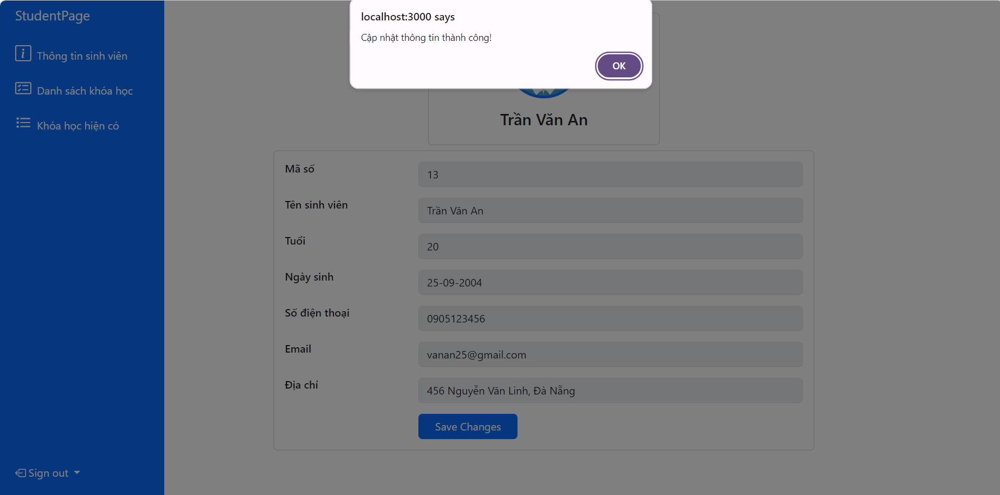 StudentPage
Thông tin sinh viên
Danh sách khóa học
Khóa học hiện có
Sign out
localhost:3000 says
Cập nhật thông tin thành công!
OK
Trần Văn An
Mã số
13
Tên sinh viên
Trần Văn An
Tuổi
20
Ngày sinh
25-09-2004
Số điện thoại
0905123456
Email
vanan25@gmail.com
Địa chỉ
456 Nguyễn Văn Linh, Đà Nẵng
Save Changes